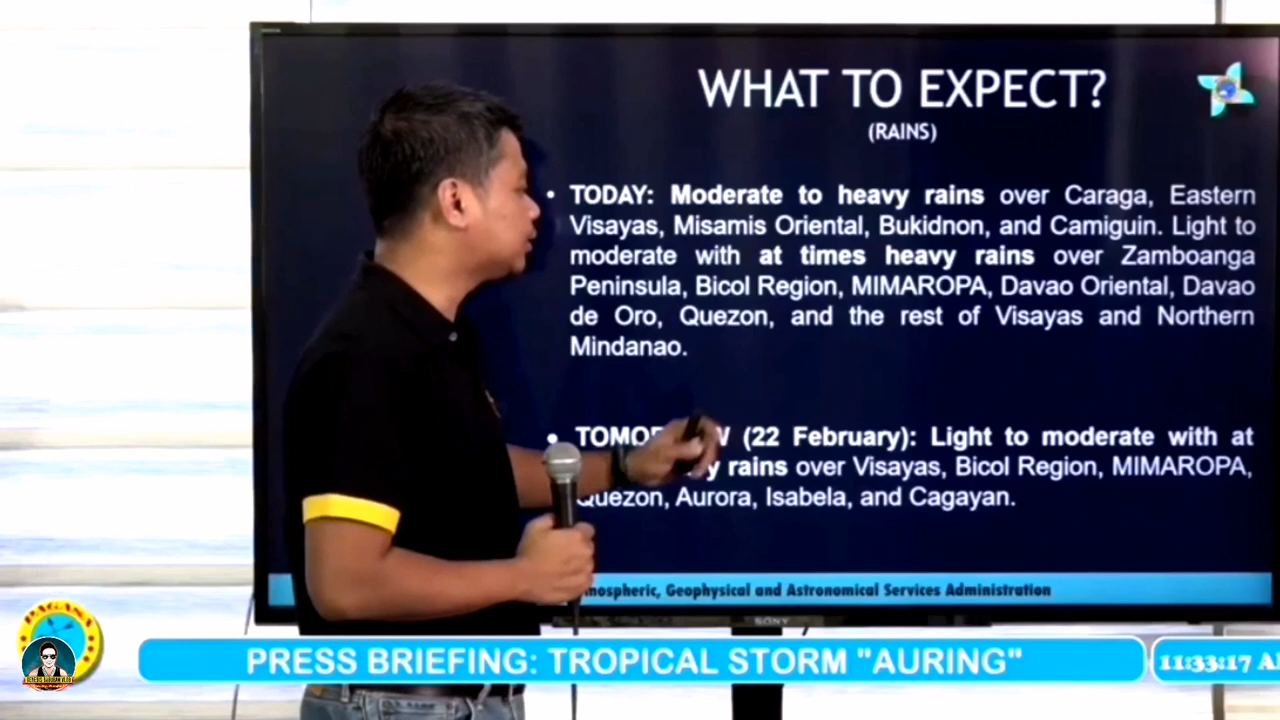 WHAT TO EXPECT?
(RAINS)
• TODAY: Moderate to heavy rains over Caraga, Eastern
Visayas, Misamis Oriental, Bukidnon, and Camiguin. Light to
moderate with at times heavy rains over Zamboanga
Peninsula, Bicol Region, MIMAROPA, Davao Oriental, Davao
de Oro, Quezon, and the rest of Visayas and Northern
Mindanao.
• (22 February): Light to moderate with at
rains over Visayas, Bicol Region, MIMAROPA,
Quezon, Aurora, Isabela, and Cagayan.
Geophysical and Astronomical Services Administration
SONY
PAGASA
PRESS BRIEFING: TROPICAL STORM "AURING"
11:33:17 A